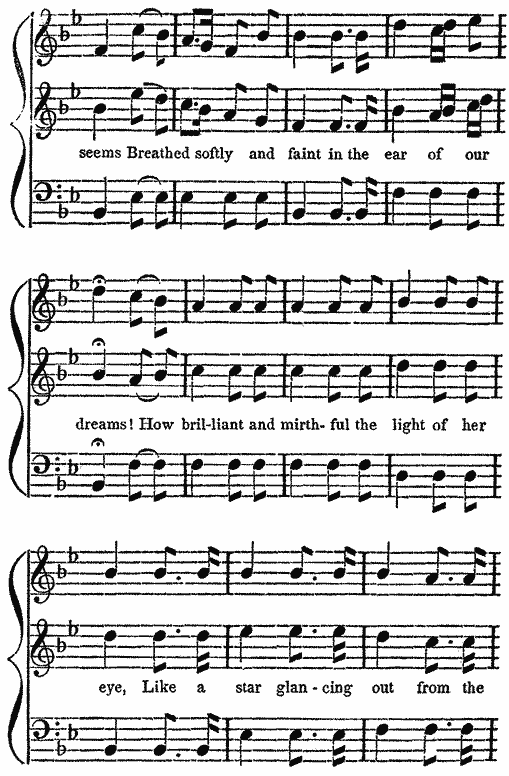 seems Breathed softly and faint in the ear of our
dreams! How bril-liant and mirth- ful the light of her
eye, Like a star glan - cing out from the